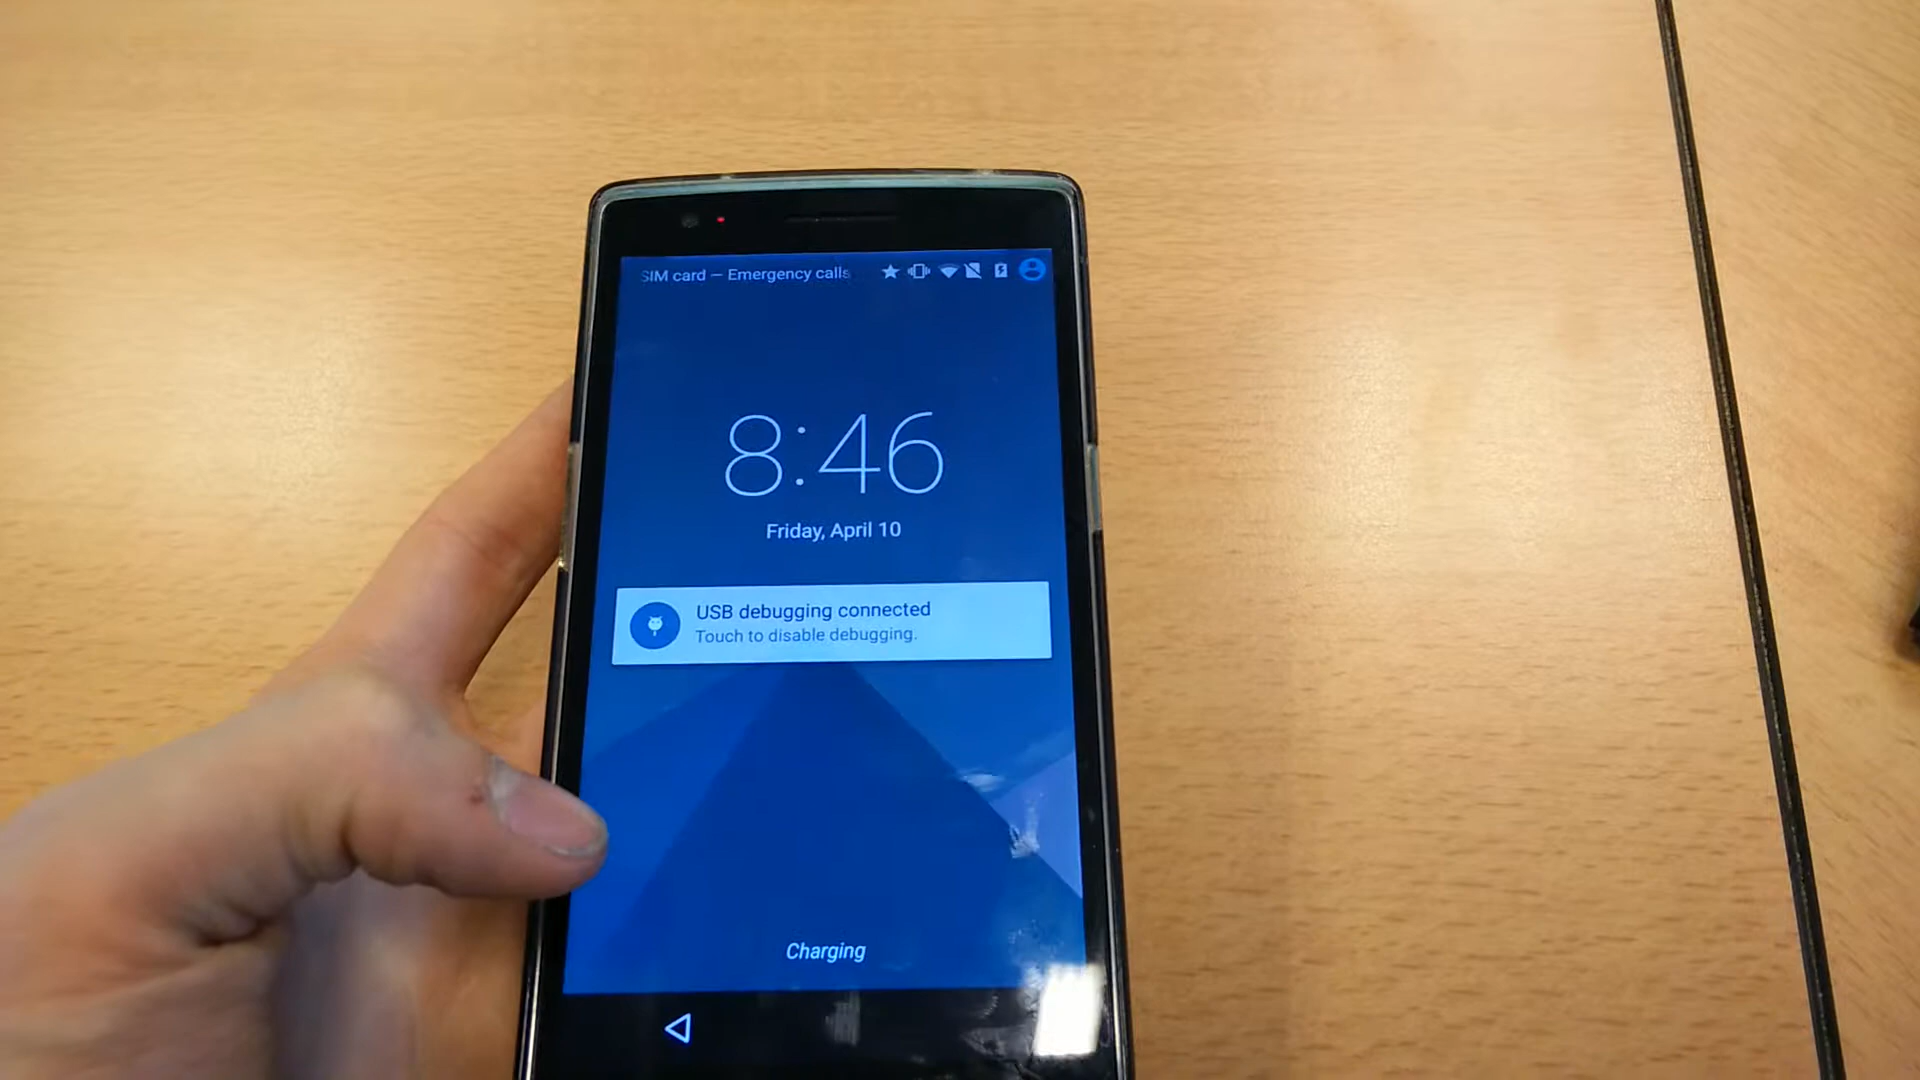 SIM card — Emergency calls
8:46
Friday, April 10
USB debugging connected
Touch to disable debugging.
Charging